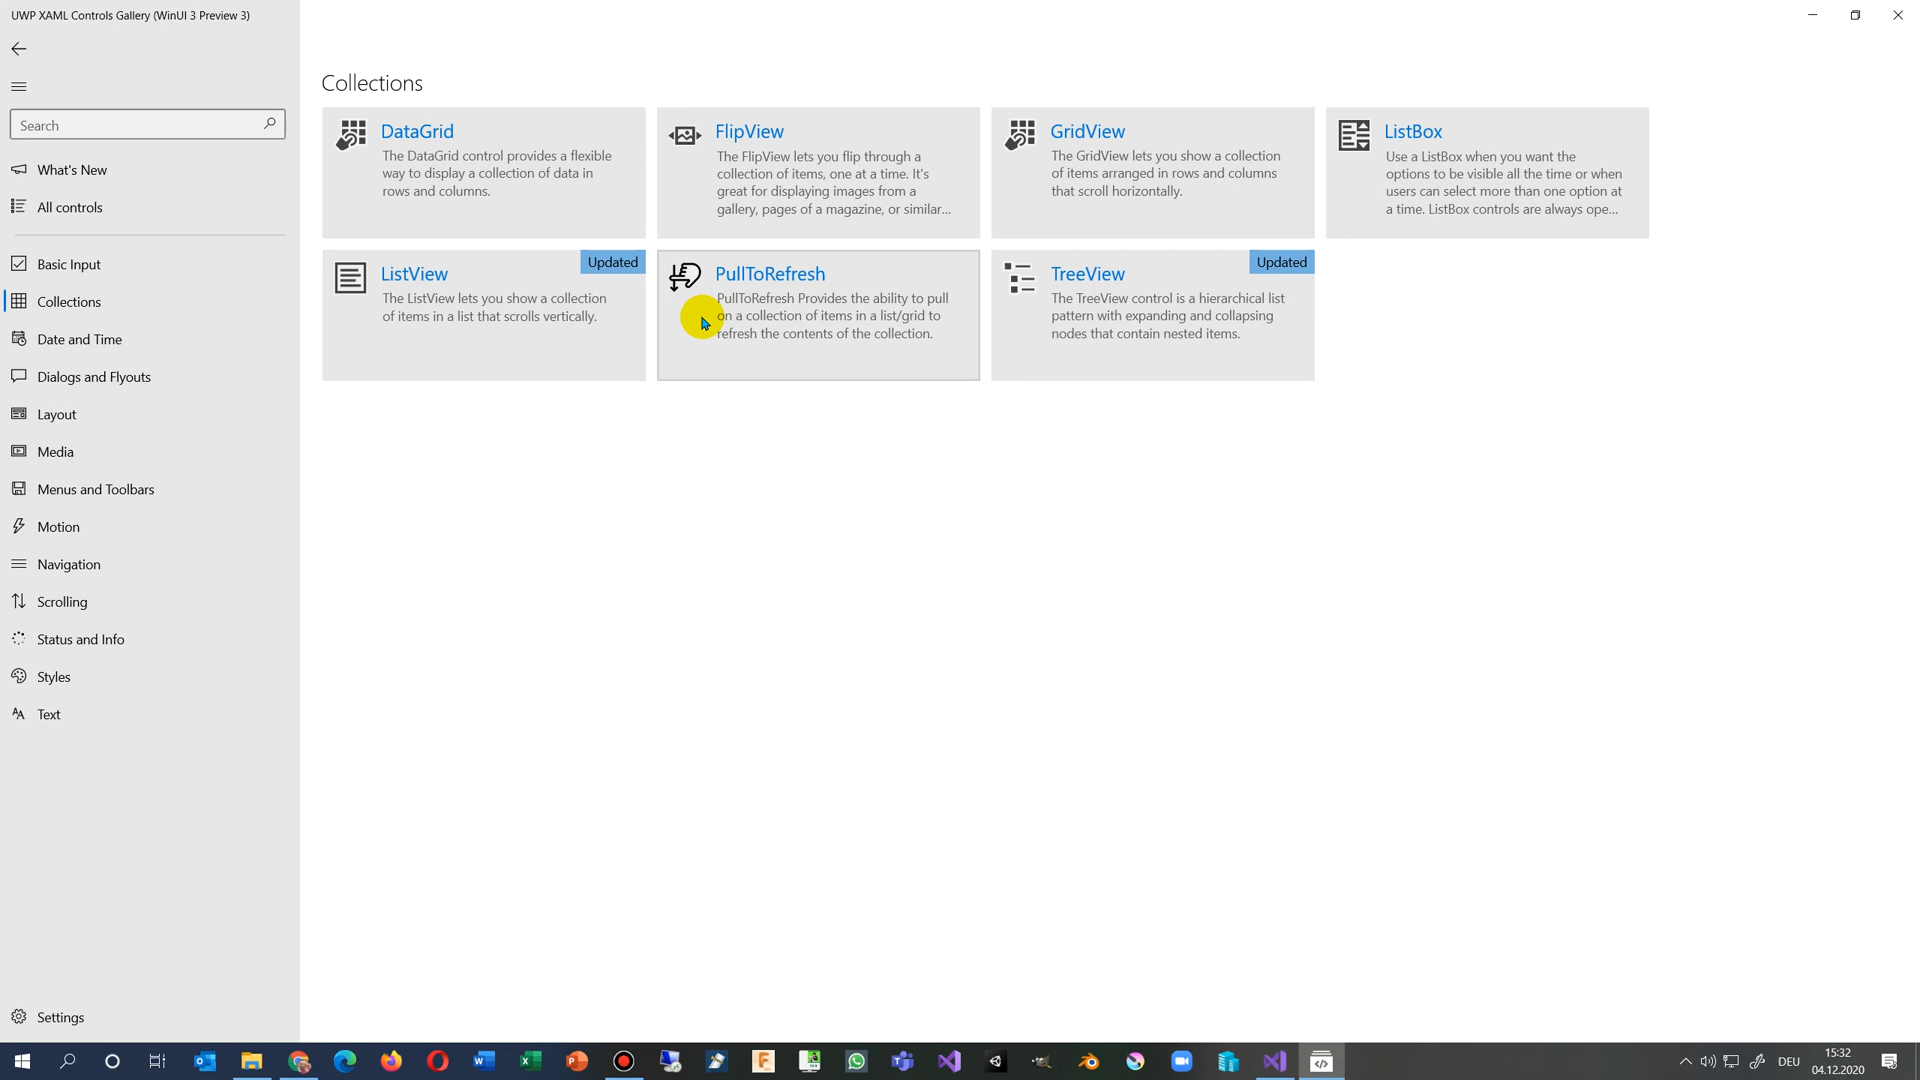 UWP XAML Controls Gallery (WinUI 3 Preview 3)
Search
What's New
All controls
Basic Input
Collections
Date and Time
Dialogs and Flyouts
Layout
Media
Menus and Toolbars
Motion
Navigation
Scrolling
Status and Info
Styles
Text
Settings
Collections
DataGrid
The DataGrid control provides a flexible
way to display a collection of data in
rows and columns.
FlipView
The FlipView lets you flip through a
collection of items, one at a time. It's
great for displaying images from a
gallery, pages of a magazine, or similar...
GridView
The GridView lets you show a collection
of items arranged in rows and columns
that scroll horizontally.
ListBox
Use a ListBox when you want the
options to be visible all the time or when
users can select more than one option at
a time. ListBox controls are always ope...
ListView
Updated
The ListView lets you show a collection
of items in a list that scrolls vertically.
PullToRefresh
PullToRefresh Provides the ability to pull
on a collection of items in a list/grid to
refresh the contents of the collection.
TreeView
Updated
The TreeView control is a hierarchical list
pattern with expanding and collapsing
nodes that contain nested items.
DEU
15:32
04.12.2020